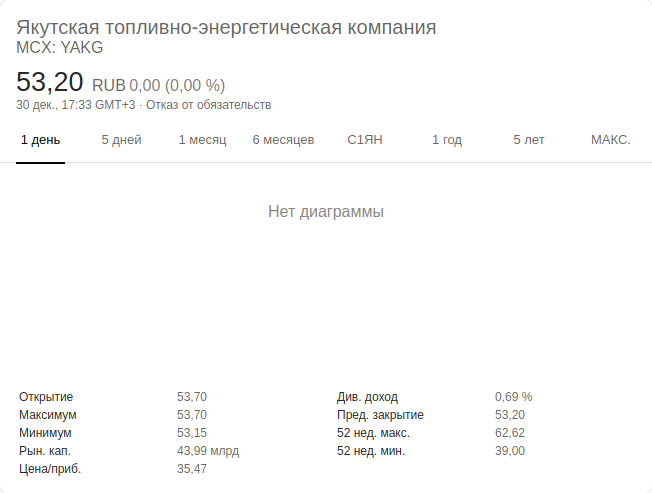 Якутская топливно-энергетическая компания
MCX: YAKG
53,20 RUB 0,00 (0,00 %)
30 дек., 17:33 GMT+3 · Отказ от обязательств
1 день 5 дней 1 месяц 6 месяцев С1ЯН 1 год 5 лет МАКС.
Нет диаграммы
Открытие 53,70 Див. доход 0,69 %
Максимум 53,70 Пред. закрытие 53,20
Минимум 53,15 52 нед. макс. 62,62
Рын. кап. 43,99 млрд 52 нед. мин. 39,00
Цена/приб. 35,47